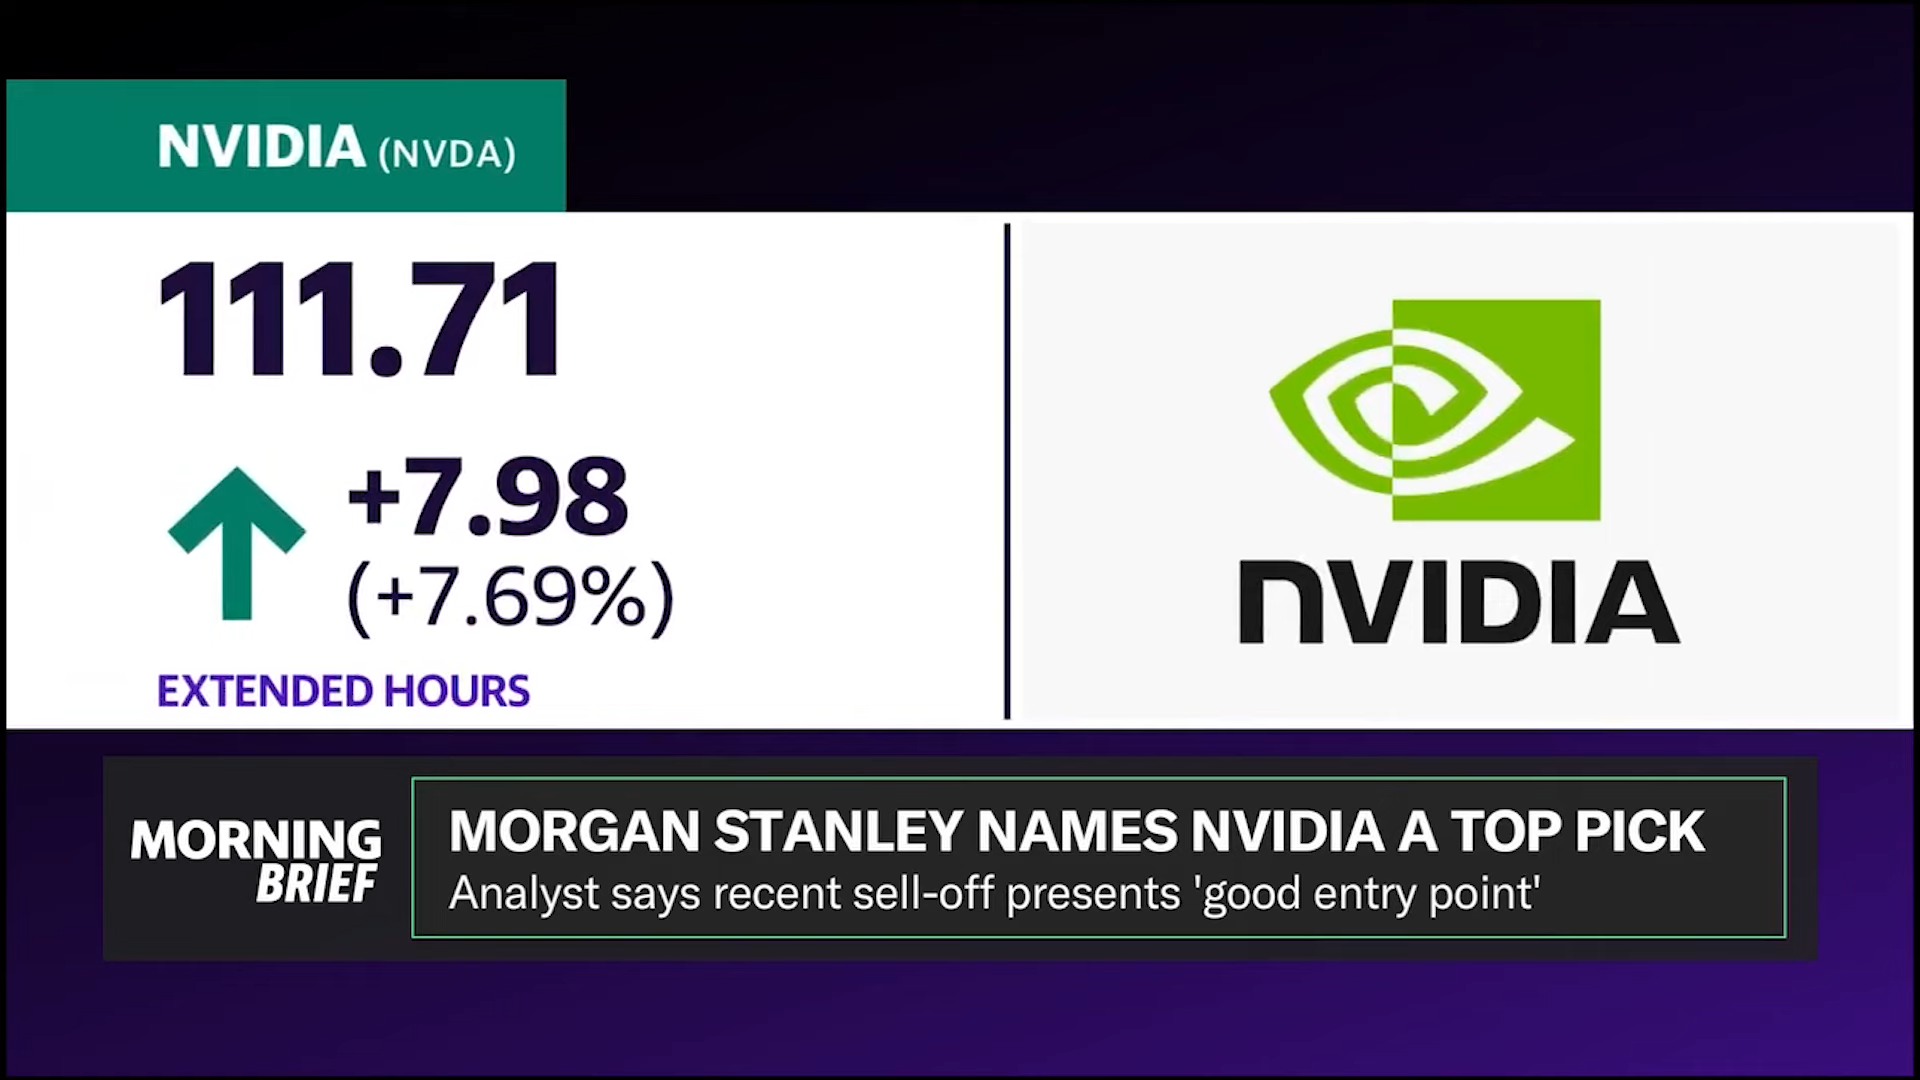 NVIDIA (NVDA)
111.71
+7.98
(+7.69%)
EXTENDED HOURS
NVIDIA
MORNING
BRIEF
MORGAN STANLEY NAMES NVIDIA A TOP PICK
Analyst says recent sell-off presents 'good entry point'